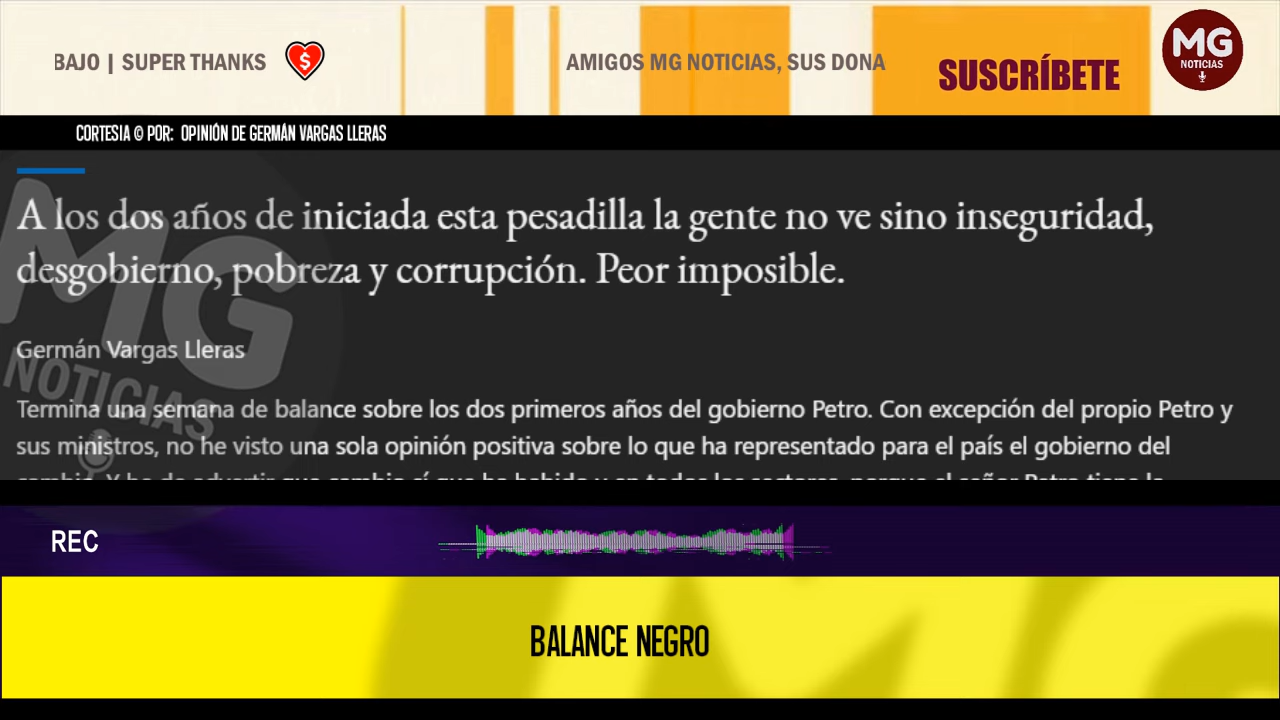 BAJO | SUPER THANKS
$
AMIGOS MG NOTICIAS, SUS DONA
SUSCRÍBETE
MG
NOTICIAS
CORTESIA © POR: OPINIÓN DE GERMÁN VARGAS LLERAS
A los dos años de iniciada esta pesadilla la gente no ve sino inseguridad,
desgobierno, pobreza y corrupción. Peor imposible.
MG
NOTICIAS
Germán Vargas Lleras
Termina una semana de balance sobre los dos primeros años del gobierno Petro. Con excepción del propio Petro y
sus ministros, no he visto una sola opinión positiva sobre lo que ha representado para el país el gobierno del
REC
BALANCE NEGRO